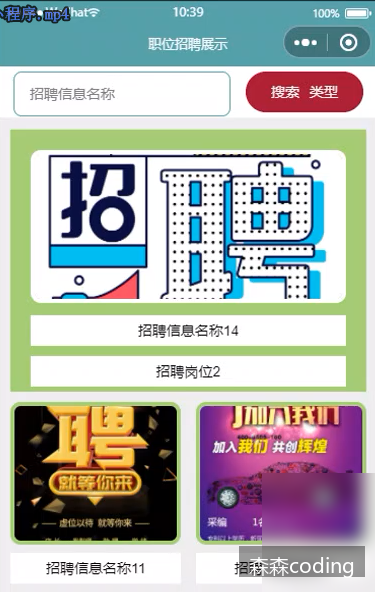 程序.mp4
10:39
100%
职位招聘展示
招聘信息名称
搜索 类型
招聘
招聘信息名称14
招聘岗位2
聘
就等你来
虚位以待 就等你来
加入我们
加入我们 共创辉煌
采编
招聘信息名称11
森森coding